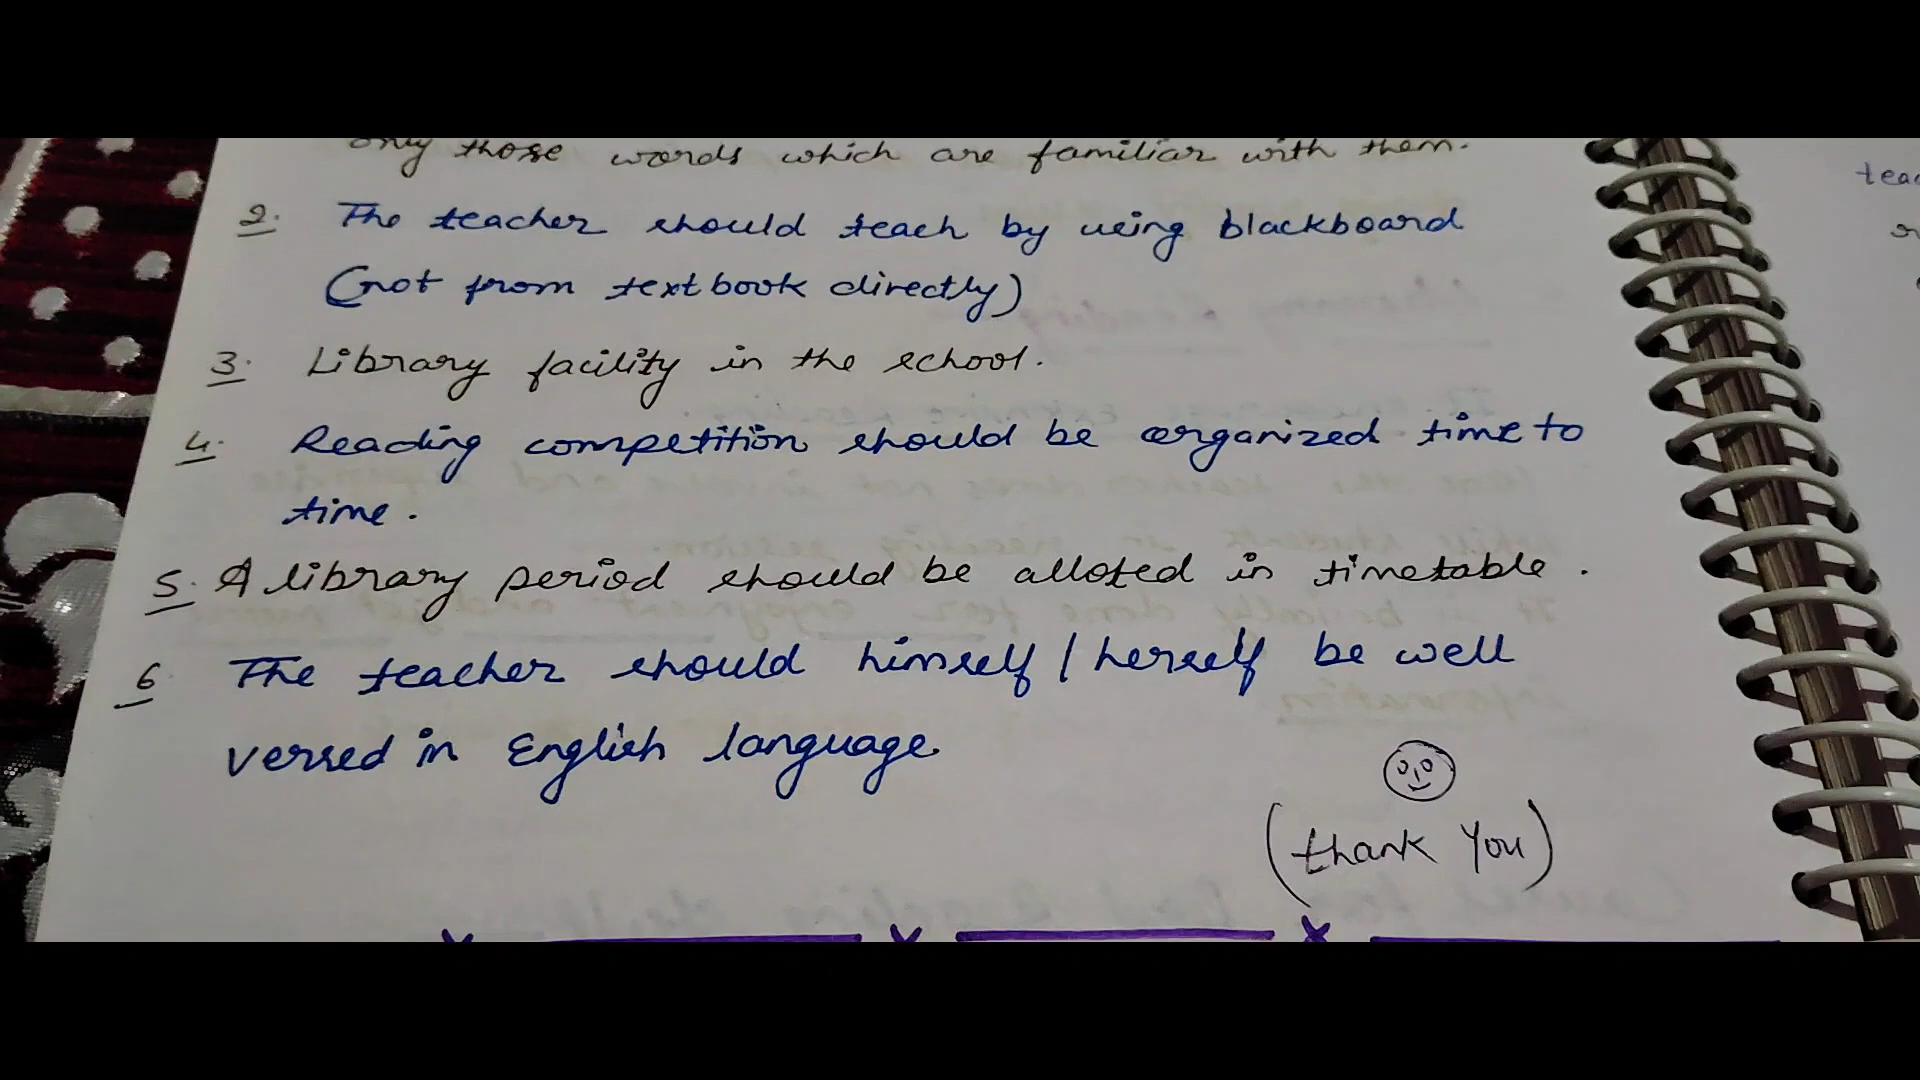 only those words which are familiar with them.
2. The teacher should teach by using blackboard
(not from textbook directly)
3. Library facility in the school.
4. Reading competition should be organized time to
time.
5. A library period should be alloted in timetable.
6 The teacher should himself / herself be well
versed in English language
(thank You)